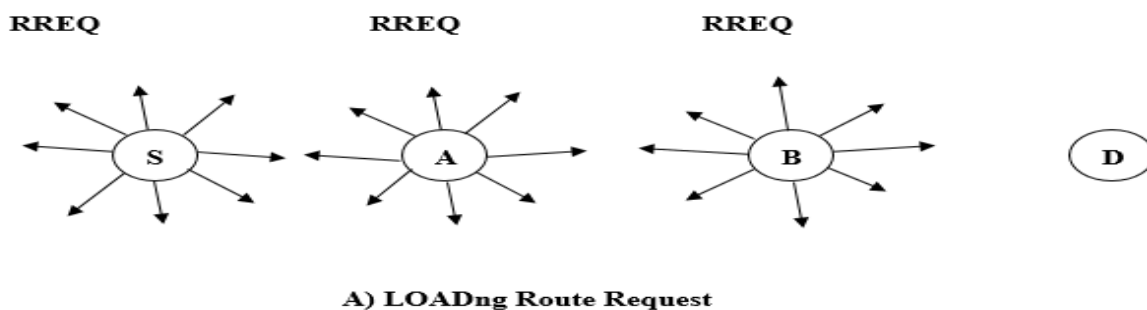 RREQ RREQ RREQ
S A B D
A) LOADng Route Request